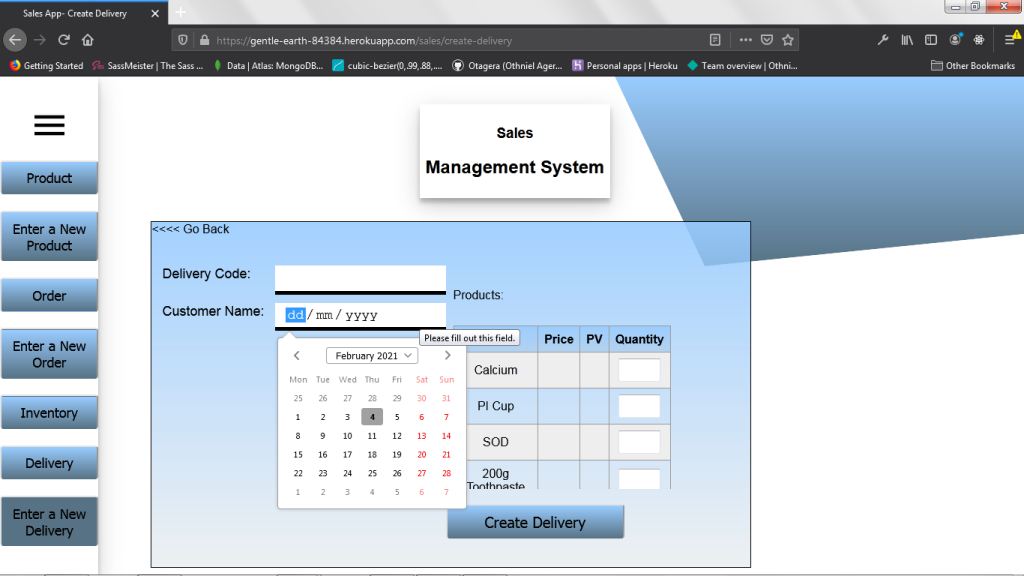 Sales App- Create Delivery
https://gentle-earth-84384.herokuapp.com/sales/create-delivery
Getting Started SassMeister | The Sass ... Data | Atlas: MongoDB... cubic-bezier(0,.99,.88,.... Otagera (Othniel Ager... Personal apps | Heroku Team overview | Othni... Other Bookmarks
Sales
Management System
Product
Enter a New
Product
Order
Enter a New
Order
Inventory
Delivery
Enter a New
Delivery
<<<< Go Back
Delivery Code:
Customer Name: dd / mm / yyyy
Please fill out this field.
February 2021
Mon Tue Wed Thu Fri Sat Sun
25 26 27 28 29 30 31
1 2 3 4 5 6 7
8 9 10 11 12 13 14
15 16 17 18 19 20 21
22 23 24 25 26 27 28
1 2 3 4 5 6 7
Products:
Price PV Quantity
Calcium
PI Cup
SOD
200g
Toothpaste
Create Delivery